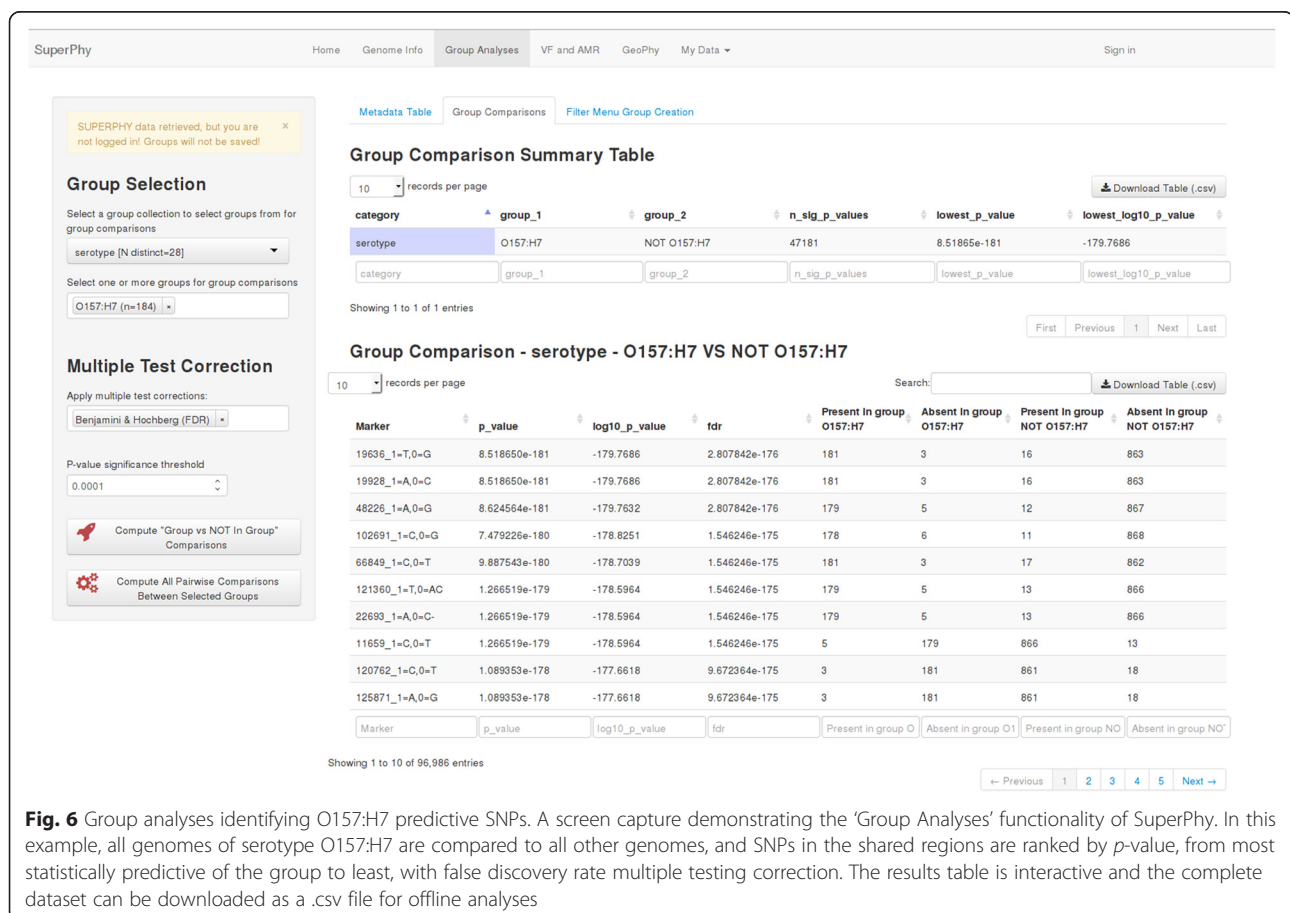 SuperPhy Home Genome Info Group Analyses VF and AMR GeoPhy My Data Sign in
SUPERPHY data retrieved, but you are ×
not logged in! Groups will not be saved!
Group Selection
Select a group collection to select groups from for
group comparisons
serotype [N distinct=28]
Select one or more groups for group comparisons
O157:H7 (n=184) ×
Multiple Test Correction
Apply multiple test corrections:
Benjamini & Hochberg (FDR) ×
P-value significance threshold
0.0001
Compute "Group vs NOT In Group"
Comparisons
Compute All Pairwise Comparisons
Between Selected Groups
Metadata Table Group Comparisons Filter Menu Group Creation
Group Comparison Summary Table
10 records per page Download Table (.csv)
category group_1 group_2 n_sig_p_values lowest_p_value lowest_log10_p_value
serotype O157:H7 NOT O157:H7 47181 8.51865e-181 -179.7686
category group_1 group_2 n_sig_p_values lowest_p_value lowest_log10_p_value
Showing 1 to 1 of 1 entries
First Previous 1 Next Last
Group Comparison - serotype - O157:H7 VS NOT O157:H7
10 records per page Search: Download Table (.csv)
Marker p_value log10_p_value fdr Present in group O157:H7 Absent in group O157:H7 Present in group NOT O157:H7 Absent in group NOT O157:H7
19636_1=T,0=G 8.518650e-181 -179.7686 2.807842e-176 181 3 16 863
19928_1=A,0=C 8.518650e-181 -179.7686 2.807842e-176 181 3 16 863
48226_1=A,0=G 8.624564e-181 -179.7632 2.807842e-176 179 5 12 867
102691_1=C,0=G 7.479226e-180 -178.8251 1.546246e-175 178 6 11 868
66849_1=C,0=T 9.887543e-180 -178.7039 1.546246e-175 181 3 17 862
121360_1=T,0=AC 1.266519e-179 -178.5964 1.546246e-175 179 5 13 866
22693_1=A,0=C- 1.266519e-179 -178.5964 1.546246e-175 179 5 13 866
11659_1=C,0=T 1.266519e-179 -178.5964 1.546246e-175 5 179 866 13
120762_1=C,0=T 1.089353e-178 -177.6618 9.672364e-175 3 181 861 18
125871_1=A,0=G 1.089353e-178 -177.6618 9.672364e-175 3 181 861 18
Marker p_value log10_p_value fdr Present in group O Absent in group O1 Present in group NO Absent in group NO
Showing 1 to 10 of 96,986 entries
← Previous 1 2 3 4 5 Next →
Fig. 6 Group analyses identifying O157:H7 predictive SNPs. A screen capture demonstrating the ‘Group Analyses’ functionality of SuperPhy. In this
example, all genomes of serotype O157:H7 are compared to all other genomes, and SNPs in the shared regions are ranked by p-value, from most
statistically predictive of the group to least, with false discovery rate multiple testing correction. The results table is interactive and the complete
dataset can be downloaded as a .csv file for offline analyses